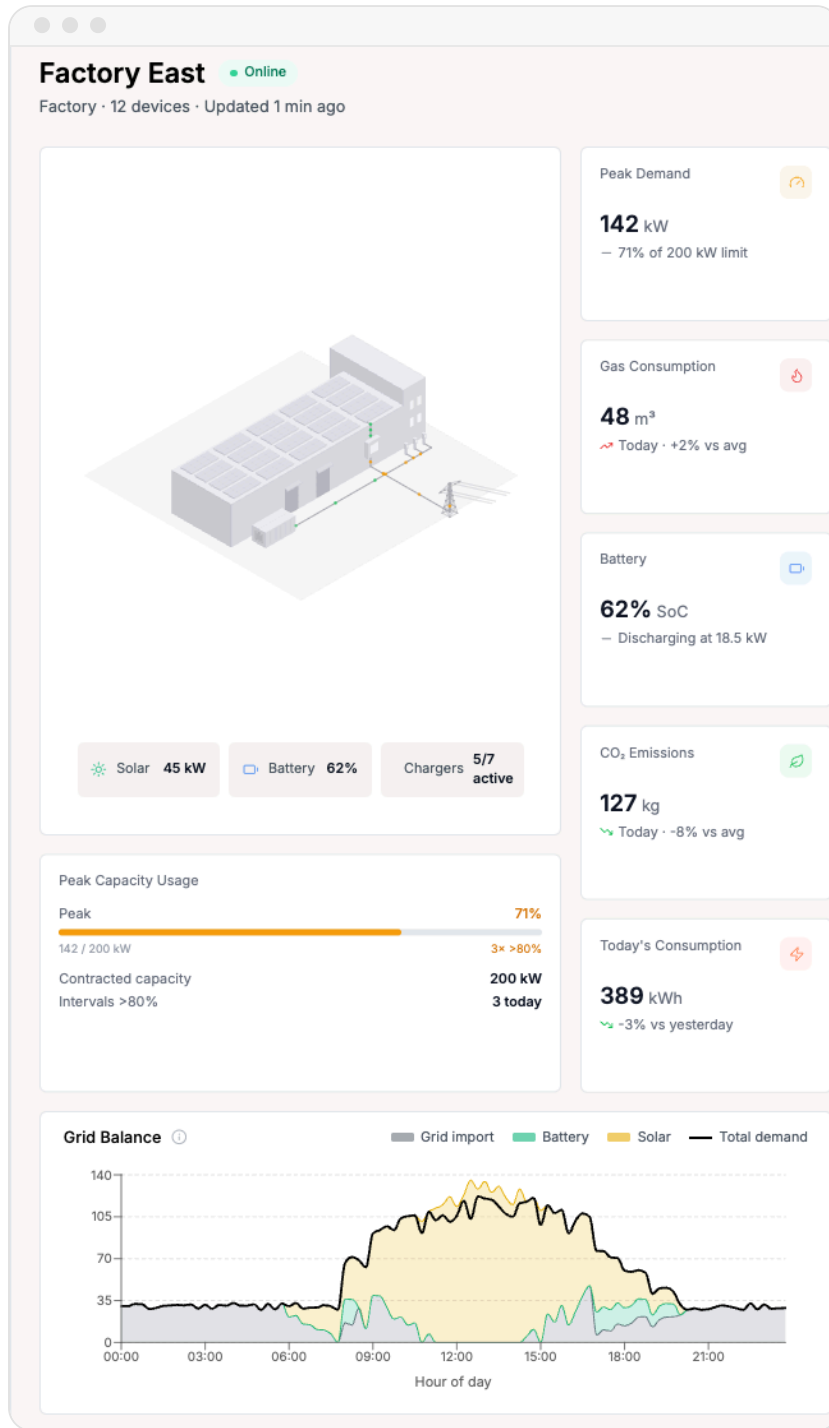 Factory East
Online
Factory · 12 devices · Updated 1 min ago
Peak Demand
142 kW
— 71% of 200 kW limit
Gas Consumption
48 m³
Today · +2% vs avg
Battery
62% SoC
— Discharging at 18.5 kW
CO₂ Emissions
127 kg
Today · -8% vs avg
Today's Consumption
389 kWh
-3% vs yesterday
Solar 45 kW
Battery 62%
Chargers 5/7
active
Peak Capacity Usage
Peak 71%
142 / 200 kW 3× >80%
Contracted capacity 200 kW
Intervals >80% 3 today
Grid Balance
Grid import Battery Solar Total demand
140
105
70
35
0
00:00 03:00 06:00 09:00 12:00 15:00 18:00 21:00
Hour of day